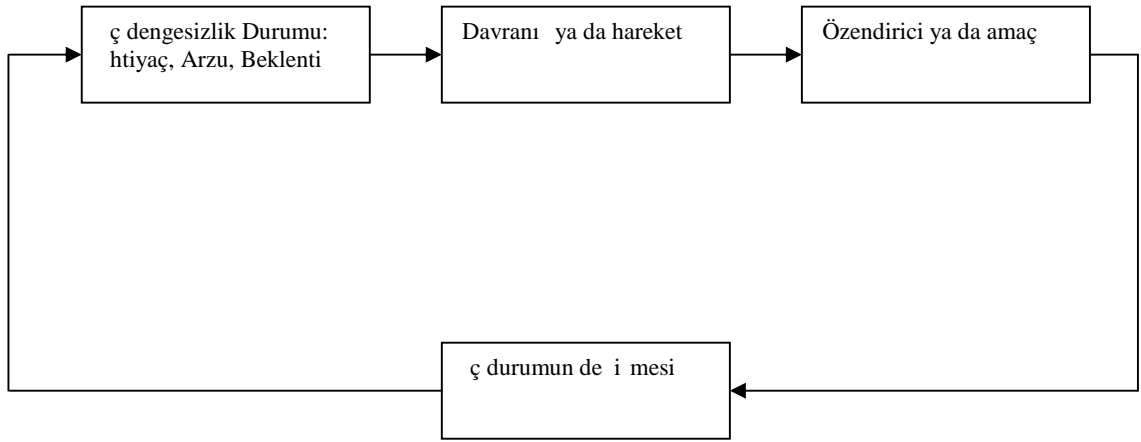 ç dengesizlik Durumu:
htiyaç, Arzu, Beklenti
Davranı ya da hareket
Özendirici ya da amaç
ç durumun de i mesi